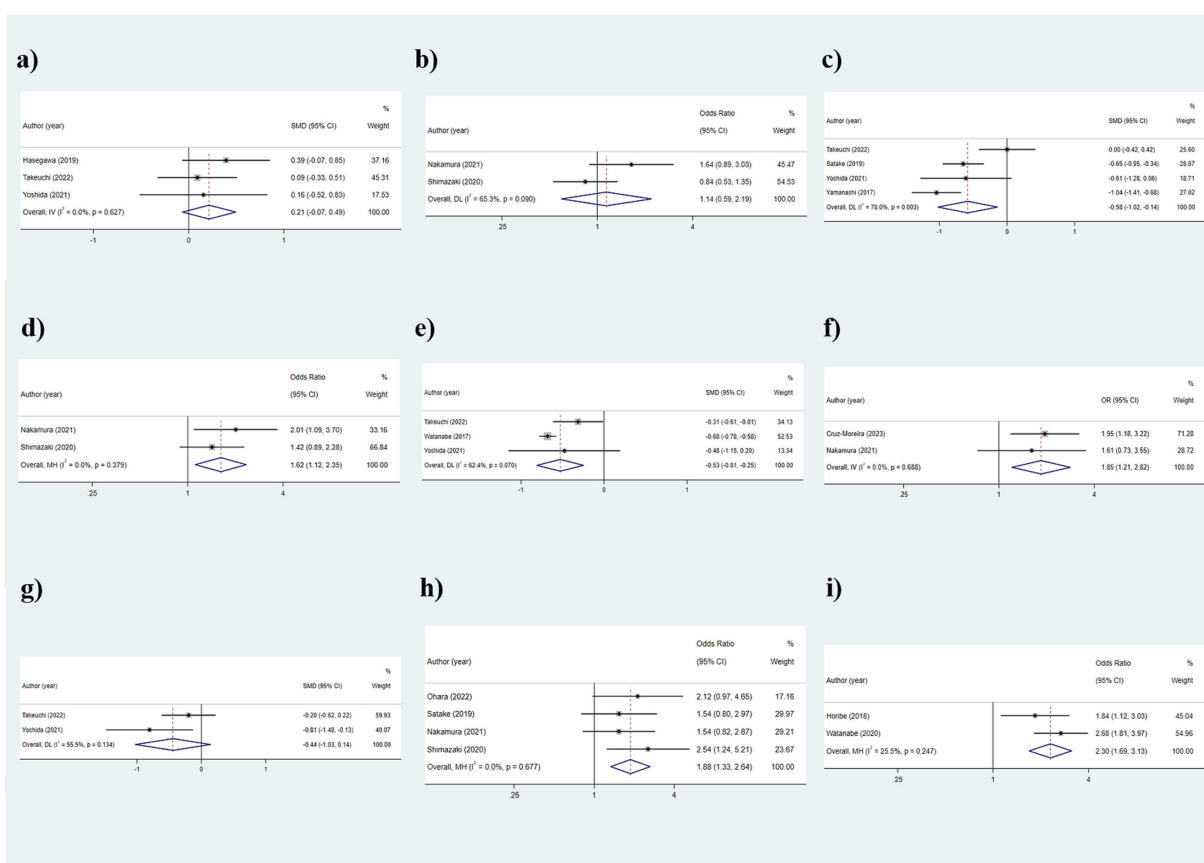 a)
%
Author (year) SMD (95% CI) Weight
Hasegawa (2019) 0.39 (-0.07, 0.85) 37.16
Takeuchi (2022) 0.09 (-0.33, 0.51) 45.31
Yoshida (2021) 0.16 (-0.52, 0.83) 17.53
Overall, IV (I² = 0.0%, p = 0.627) 0.21 (-0.07, 0.49) 100.00
-1 0 1
b)
Odds Ratio %
Author (year) (95% CI) Weight
Nakamura (2021) 1.64 (0.89, 3.03) 45.47
Shimazaki (2020) 0.84 (0.53, 1.35) 54.53
Overall, DL (I² = 65.3%, p = 0.090) 1.14 (0.59, 2.19) 100.00
.25 1 4
c)
%
Author (year) SMD (95% CI) Weight
Takeuchi (2022) 0.00 (-0.42, 0.42) 25.60
Satake (2019) -0.65 (-0.95, -0.34) 28.67
Yoshida (2021) -0.61 (-1.28, 0.06) 18.71
Yamanashi (2017) -1.04 (-1.41, -0.68) 27.02
Overall, DL (I² = 78.0%, p = 0.003) -0.58 (-1.02, -0.14) 100.00
-1 0 1
d)
Odds Ratio %
Author (year) (95% CI) Weight
Nakamura (2021) 2.01 (1.09, 3.70) 33.16
Shimazaki (2020) 1.42 (0.89, 2.28) 66.84
Overall, MH (I² = 0.0%, p = 0.379) 1.62 (1.12, 2.35) 100.00
.25 1 4
e)
%
Author (year) SMD (95% CI) Weight
Takeuchi (2022) -0.31 (-0.61, -0.01) 34.13
Watanabe (2017) -0.68 (-0.78, -0.58) 52.53
Yoshida (2021) -0.48 (-1.15, 0.20) 13.34
Overall, DL (I² = 62.4%, p = 0.070) -0.53 (-0.81, -0.25) 100.00
-1 0 1
f)
%
Author (year) OR (95% CI) Weight
Cruz-Moreira (2023) 1.95 (1.18, 3.22) 71.28
Nakamura (2021) 1.61 (0.73, 3.55) 28.72
Overall, IV (I² = 0.0%, p = 0.688) 1.85 (1.21, 2.82) 100.00
.25 1 4
g)
%
Author (year) SMD (95% CI) Weight
Takeuchi (2022) -0.20 (-0.62, 0.22) 59.93
Yoshida (2021) -0.81 (-1.48, -0.13) 40.07
Overall, DL (I² = 55.5%, p = 0.134) -0.44 (-1.03, 0.14) 100.00
-1 0 1
h)
Odds Ratio %
Author (year) (95% CI) Weight
Ohara (2022) 2.12 (0.97, 4.65) 17.16
Satake (2019) 1.54 (0.80, 2.97) 29.97
Nakamura (2021) 1.54 (0.82, 2.87) 29.21
Shimazaki (2020) 2.54 (1.24, 5.21) 23.67
Overall, MH (I² = 0.0%, p = 0.677) 1.88 (1.33, 2.64) 100.00
.25 1 4
i)
Odds Ratio %
Author (year) (95% CI) Weight
Horibe (2018) 1.84 (1.12, 3.03) 45.04
Watanabe (2020) 2.68 (1.81, 3.97) 54.96
Overall, MH (I² = 25.5%, p = 0.247) 2.30 (1.69, 3.13) 100.00
.25 1 4